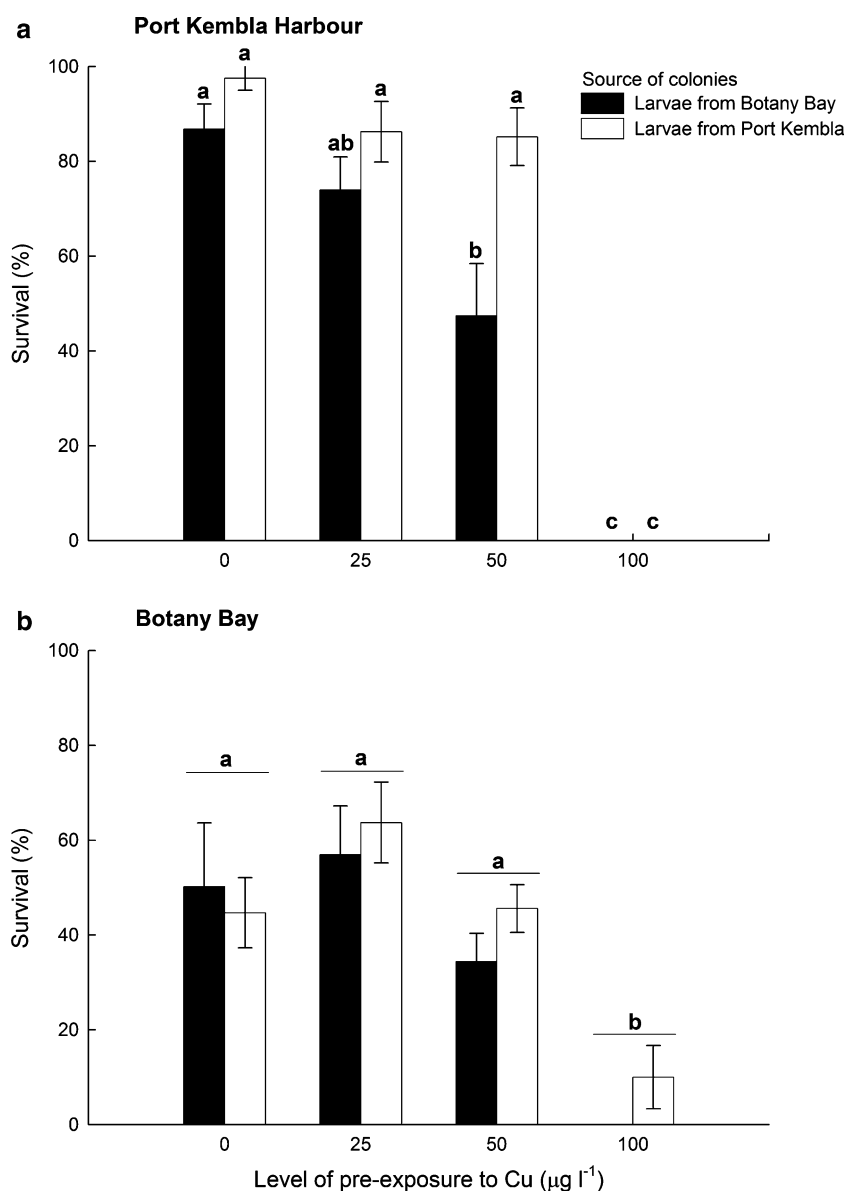 a
Port Kembla Harbour
Source of colonies
Larvae from Botany Bay
Larvae from Port Kembla
Survival (%)
100
80
60
40
20
0
a
a
ab
a
b
a
c
c
0
25
50
100
b
Botany Bay
Survival (%)
100
80
60
40
20
0
a
a
a
b
0
25
50
100
Level of pre-exposure to Cu (μg l⁻¹)